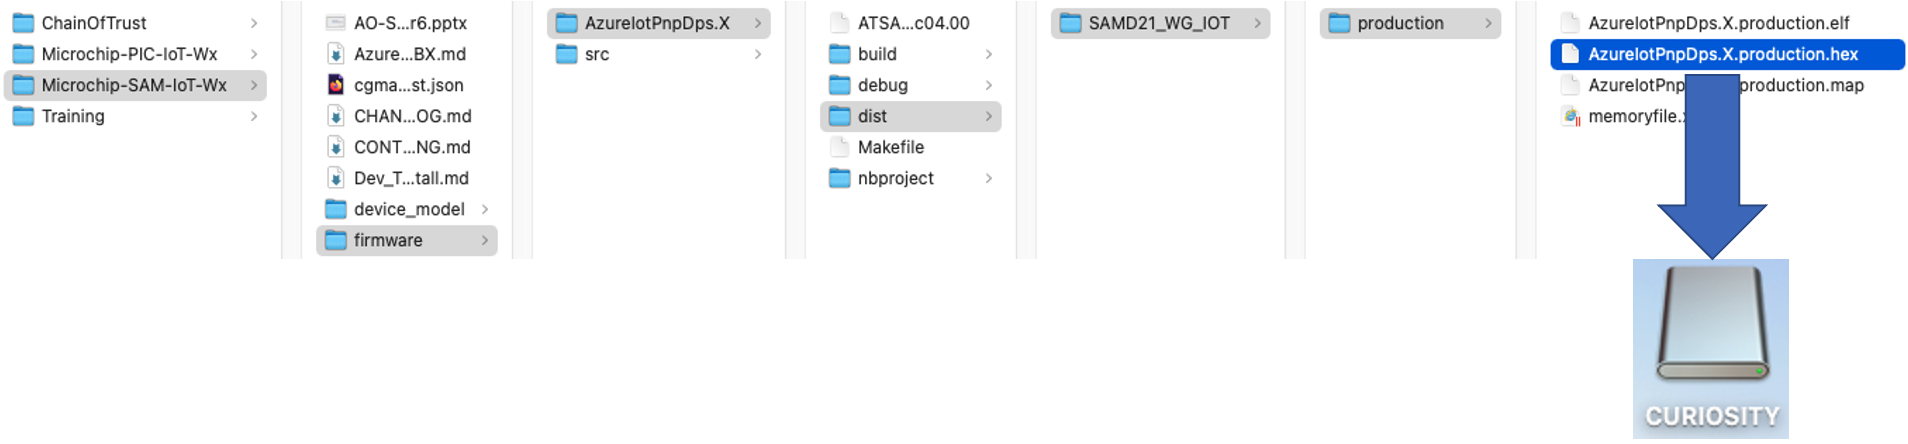 ChainOfTrust
Microchip-PIC-IoT-Wx
Microchip-SAM-IoT-Wx
Training
AO-S...r6.pptx
Azure...BX.md
cgma...st.json
CHAN...OG.md
CONT...NG.md
Dev_T...tall.md
device_model
firmware
AzureIotPnpDps.X
src
ATSA...c04.00
build
debug
dist
Makefile
nbproject
SAMD21_WG_IOT
production
AzureIotPnpDps.X.production.elf
AzureIotPnpDps.X.production.hex
AzureIotPnp production.map
memoryfile.
CURIOSITY